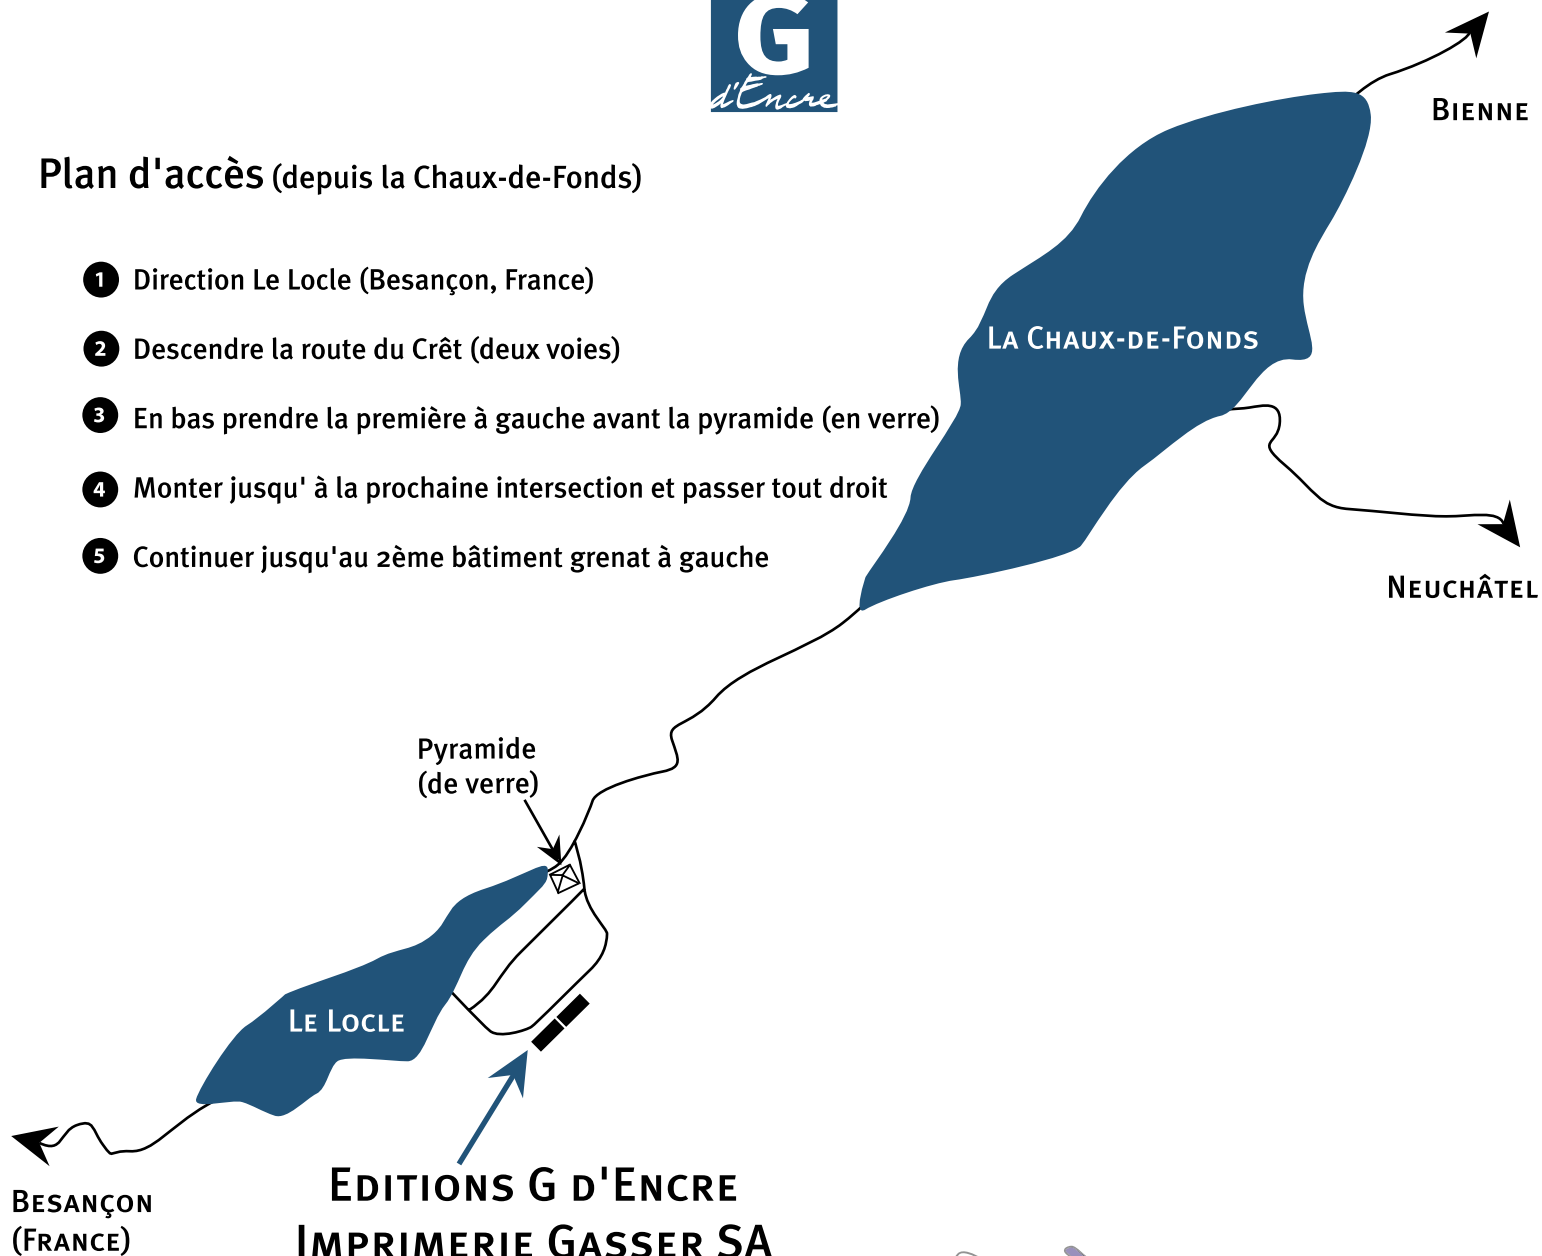 G
d'Encre
Bienne
Plan d'accès (depuis la Chaux-de-Fonds)
1 Direction Le Locle (Besançon, France)
2 Descendre la route du Crêt (deux voies)
3 En bas prendre la première à gauche avant la pyramide (en verre)
4 Monter jusqu' à la prochaine intersection et passer tout droit
5 Continuer jusqu'au 2ème bâtiment grenat à gauche
La Chaux-de-Fonds
Neuchâtel
Pyramide
(de verre)
Le Locle
Besançon
(France)
Editions G d'Encre
Imprimerie Gasser SA